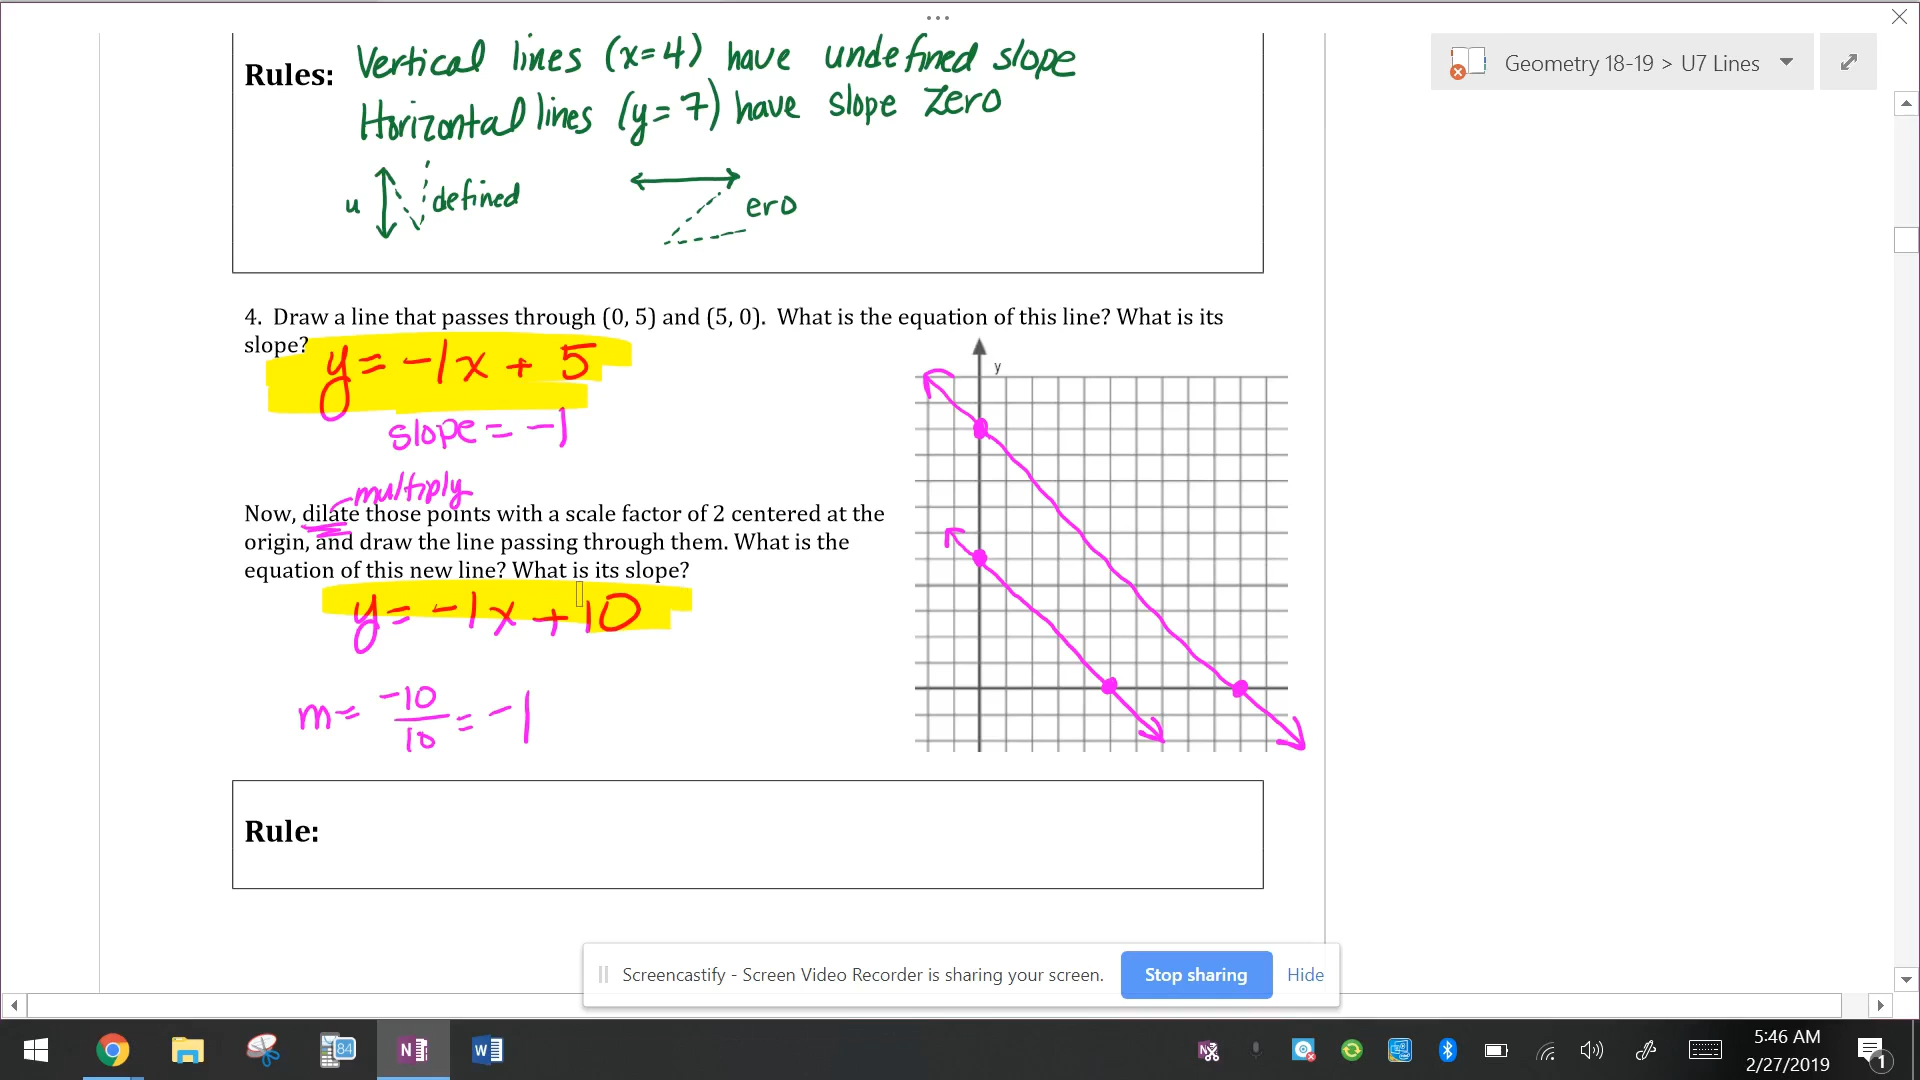 Vertical lines (x=4) have undefined slope
Rules:
Horizontal lines (y=7) have slope zero
u defined
ero
Geometry 18-19 > U7 Lines
4. Draw a line that passes through (0, 5) and (5, 0). What is the equation of this line? What is its
slope?
y = -1x + 5
slope = -1
y
multiply
Now, dilate those points with a scale factor of 2 centered at the
origin, and draw the line passing through them. What is the
equation of this new line? What is its slope?
y = -1x + 10
m = -10/10 = -1
Rule:
Screencastify - Screen Video Recorder is sharing your screen.
Stop sharing
Hide
84
N
W
5:46 AM
2/27/2019
1